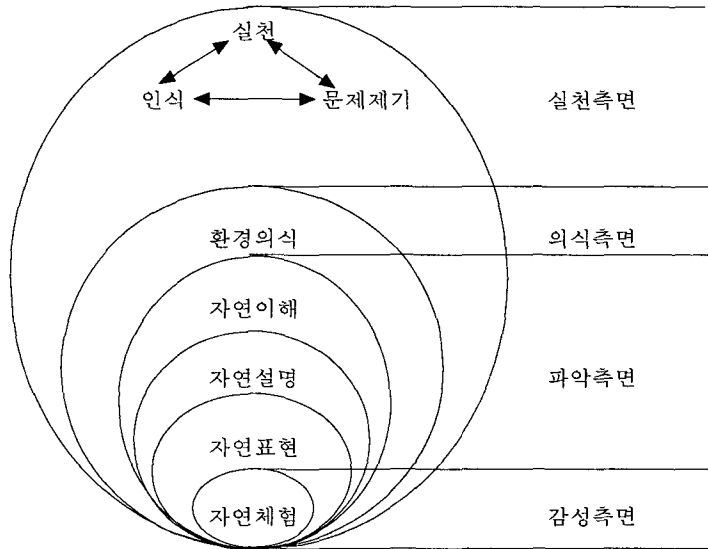 실천
인식 문제제기 실천측면
환경의식 의식측면
자연이해
자연설명 파악측면
자연표현
자연체험 감성측면